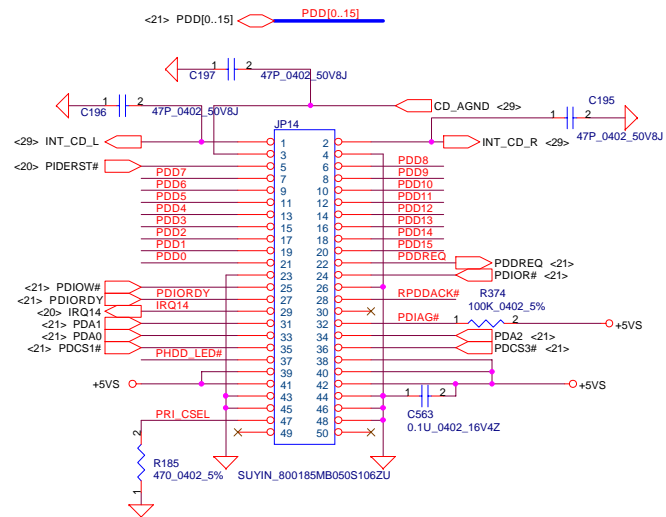 <21> PDD[0..15] PDD[0..15]
C197
1 2
47P_0402_50V8J
C196
1 2
47P_0402_50V8J
CD_AGND <29>
C195
1 2
47P_0402_50V8J
JP14
<29> INT_CD_L 1 2 INT_CD_R <29>
3 4
<20> PIDERST# 5 6 PDD8
PDD7 7 8 PDD9
PDD6 9 10 PDD10
PDD5 11 12 PDD11
PDD4 13 14 PDD12
PDD3 15 16 PDD13
PDD2 17 18 PDD14
PDD1 19 20 PDD15
PDD0 21 22 PDDREQ PDDREQ <21>
23 24 PDIOR# <21>
<21> PDIOW# 25 26
<21> PDIORDY PDIORDY 27 28 RPDDACK#
<20> IRQ14 IRQ14 29 30
<21> PDA1 31 32 PDIAG# 1 2 +5VS
R374
100K_0402_5%
<21> PDA0 33 34 PDA2 <21>
<21> PDCS1# 35 36 PDCS3# <21>
PHDD_LED# 37 38
39 40
+5VS 41 42 +5VS
43 44 1 2
45 46
C563
0.1U_0402_16V4Z
PRI_CSEL 47 48
49 50
2
R185
470_0402_5%
1
SUYIN_800185MB050S106ZU